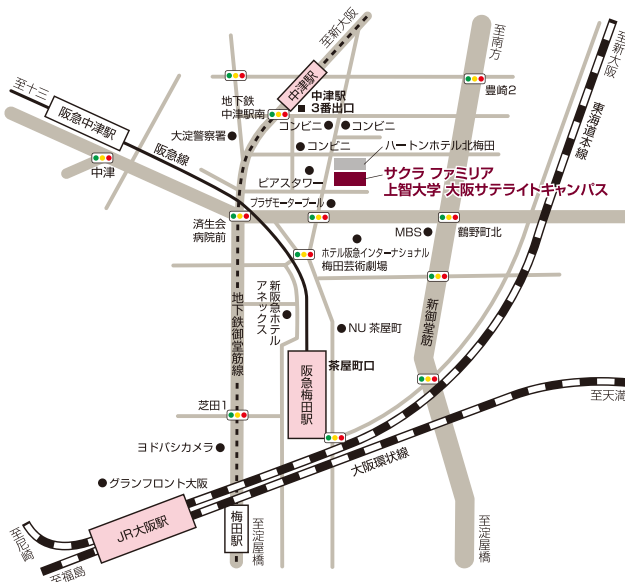 至新大阪
至南方
至新大阪
至十三
中津駅
豊崎2
地下鉄
中津駅南
中津駅
3番出口
阪急中津駅
大淀警察署
コンビニ
コンビニ
コンビニ
東海道本線
阪急線
ハートンホテル北梅田
中津
ピアスタワー
サクラ ファミリア
上智大学 大阪サテライトキャンパス
プラザモータープール
済生会
病院前
MBS
鶴野町北
ホテル阪急インターナショナル
梅田芸術劇場
新阪急ホテル
アネックス
地下鉄御堂筋線
新御堂筋
NU 茶屋町
茶屋町口
阪急梅田駅
至天満
芝田1
ヨドバシカメラ
大阪環状線
グランフロント大阪
JR大阪駅
梅田駅
至淀屋橋
至淀屋橋
至尼崎
至福島